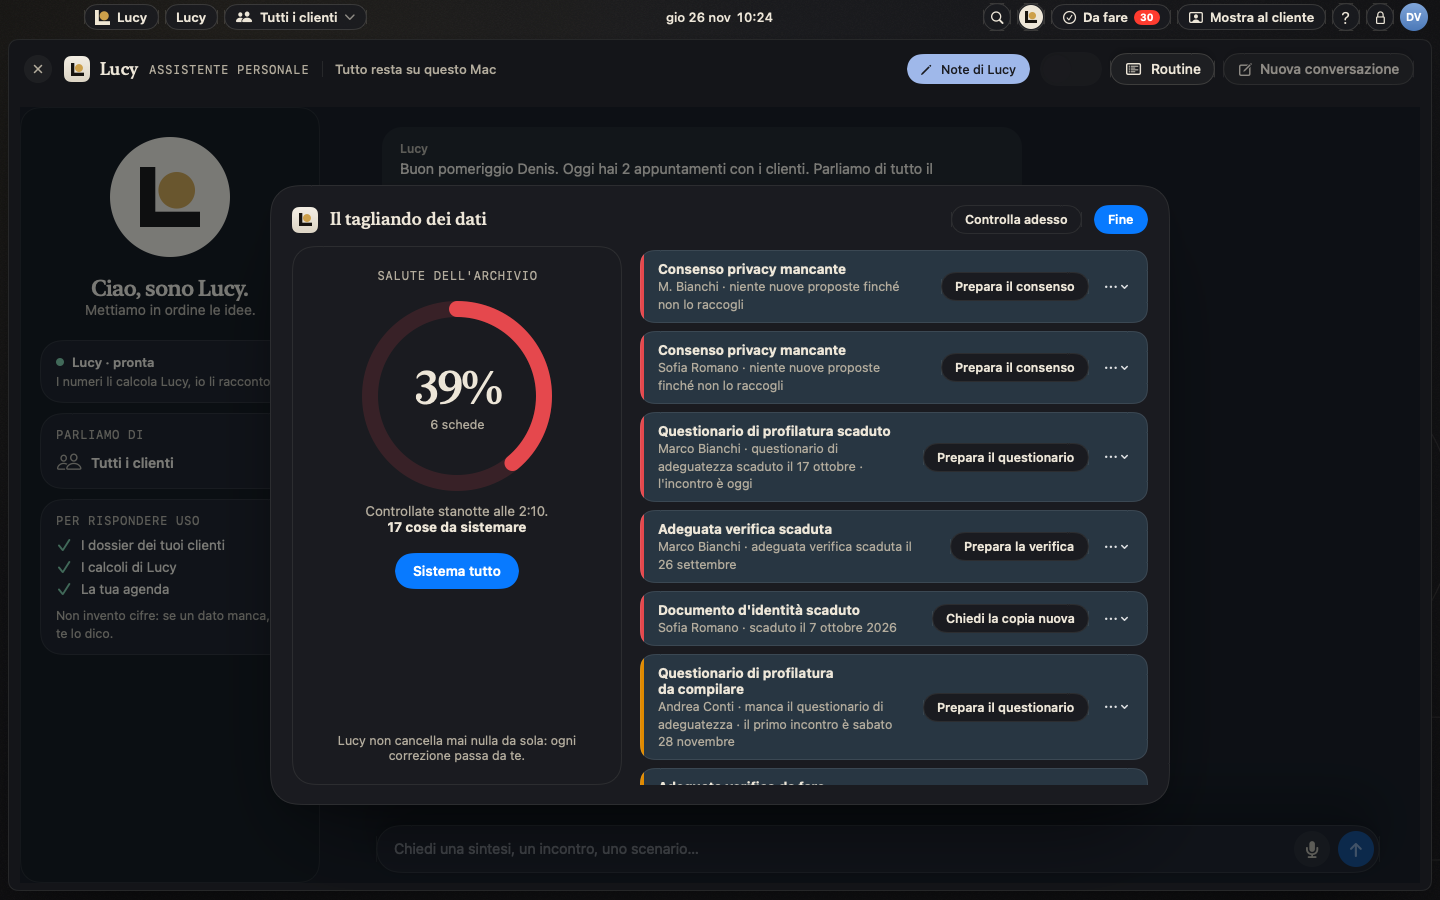 Lucy
Lucy
Tutti i clienti
gio 26 nov 10:24
Da fare 30
Mostra al cliente
?
DV
Lucy ASSISTENTE PERSONALE
Tutto resta su questo Mac
Note di Lucy
Routine
Nuova conversazione
Lucy
Buon pomeriggio Denis. Oggi hai 2 appuntamenti con i clienti. Parliamo di tutto il
Ciao, sono Lucy.
Mettiamo in ordine le idee.
Lucy · pronta
I numeri li calcola Lucy, io li racconto
PARLIAMO DI
Tutti i clienti
PER RISPONDERE USO
I dossier dei tuoi clienti
I calcoli di Lucy
La tua agenda
Non invento cifre: se un dato manca,
te lo dico.
Il tagliando dei dati
Controlla adesso
Fine
SALUTE DELL'ARCHIVIO
39%
6 schede
Controllate stanotte alle 2:10.
17 cose da sistemare
Sistema tutto
Lucy non cancella mai nulla da sola: ogni
correzione passa da te.
Consenso privacy mancante
M. Bianchi · niente nuove proposte finché
non lo raccogli
Prepara il consenso
Consenso privacy mancante
Sofia Romano · niente nuove proposte
finché non lo raccogli
Prepara il consenso
Questionario di profilatura scaduto
Marco Bianchi · questionario di
adeguatezza scaduto il 17 ottobre ·
l'incontro è oggi
Prepara il questionario
Adeguata verifica scaduta
Marco Bianchi · adeguata verifica scaduta il
26 settembre
Prepara la verifica
Documento d'identità scaduto
Sofia Romano · scaduto il 7 ottobre 2026
Chiedi la copia nuova
Questionario di profilatura
da compilare
Andrea Conti · manca il questionario di
adeguatezza · il primo incontro è sabato
28 novembre
Prepara il questionario
Adeguata verifica da fare
Chiedi una sintesi, un incontro, uno scenario...